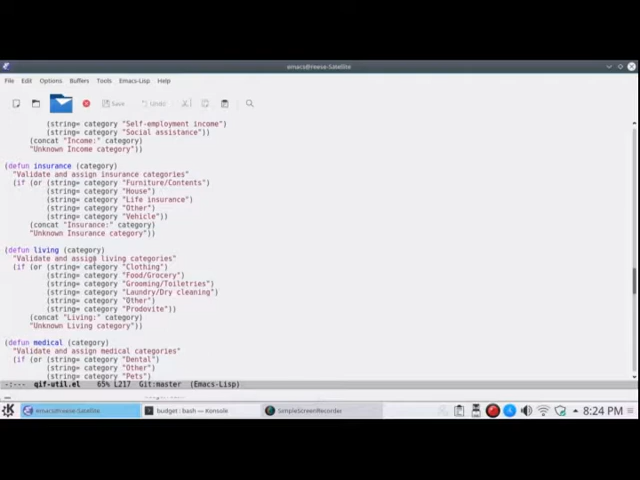 emacs@reese-Satellite
File Edit Options Buffers Tools Emacs-Lisp Help
Save Undo
(string= category "Self-employment income")
(string= category "Social assistance"))
(concat "Income:" category)
"Unknown Income category"))
(defun insurance (category)
"Validate and assign insurance categories"
(if (or (string= category "Furniture/Contents")
(string= category "House")
(string= category "Life insurance")
(string= category "Other")
(string= category "Vehicle"))
(concat "Insurance:" category)
"Unknown Insurance category"))
(defun living (category)
"Validate and assign living categories"
(if (or (string= category "Clothing")
(string= category "Food/Grocery")
(string= category "Grooming/Toiletries")
(string= category "Laundry/Dry cleaning")
(string= category "Other")
(string= category "Prodovite"))
(concat "Living:" category)
"Unknown Living category"))
(defun medical (category)
"Validate and assign medical categories"
(if (or (string= category "Dental")
(string= category "Other")
(string= category "Pets")
-:--- qif-util.el 65% L217 Git:master (Emacs-Lisp)
emacs@reese-Satellite
budget : bash — Konsole
SimpleScreenRecorder
8:24 PM